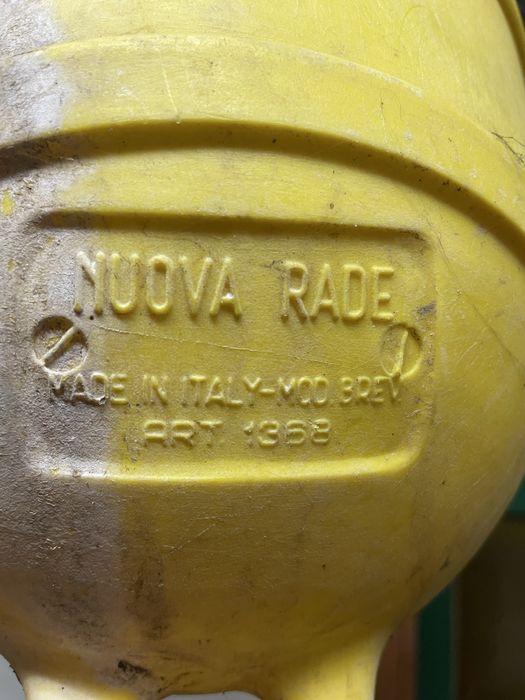 NUOVA RADE
MADE IN ITALY-MOD BREV
ART 1368